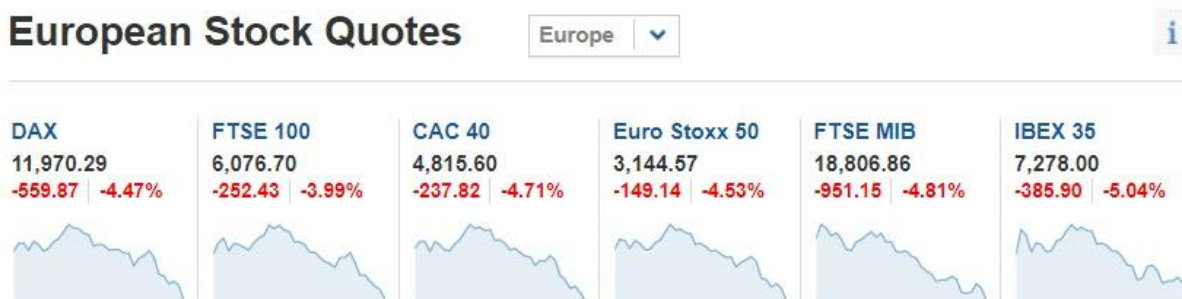 European Stock Quotes
Europe
i
DAX
11,970.29
-559.87 -4.47%
FTSE 100
6,076.70
-252.43 -3.99%
CAC 40
4,815.60
-237.82 -4.71%
Euro Stoxx 50
3,144.57
-149.14 -4.53%
FTSE MIB
18,806.86
-951.15 -4.81%
IBEX 35
7,278.00
-385.90 -5.04%